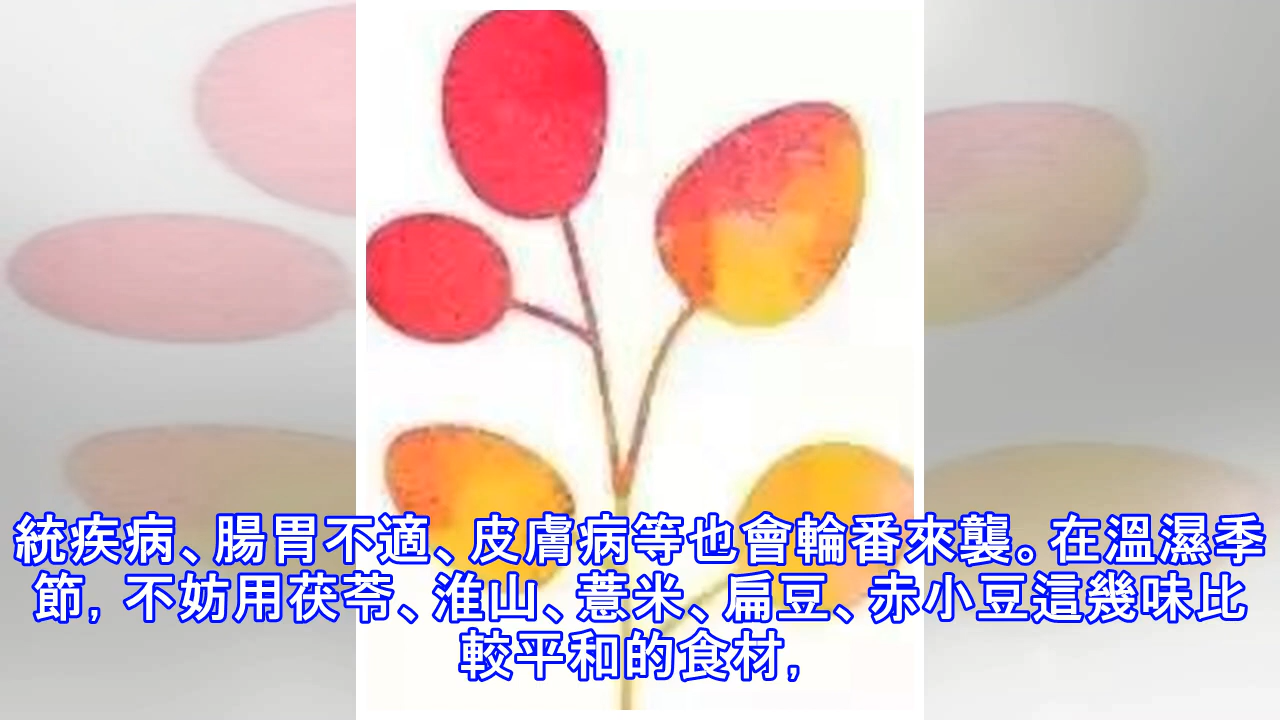 統疾病、腸胃不適、皮膚病等也會輪番來襲。在溫濕季
節, 不妨用茯苓、淮山、薏米、扁豆、赤小豆這幾味比
較平和的食材,